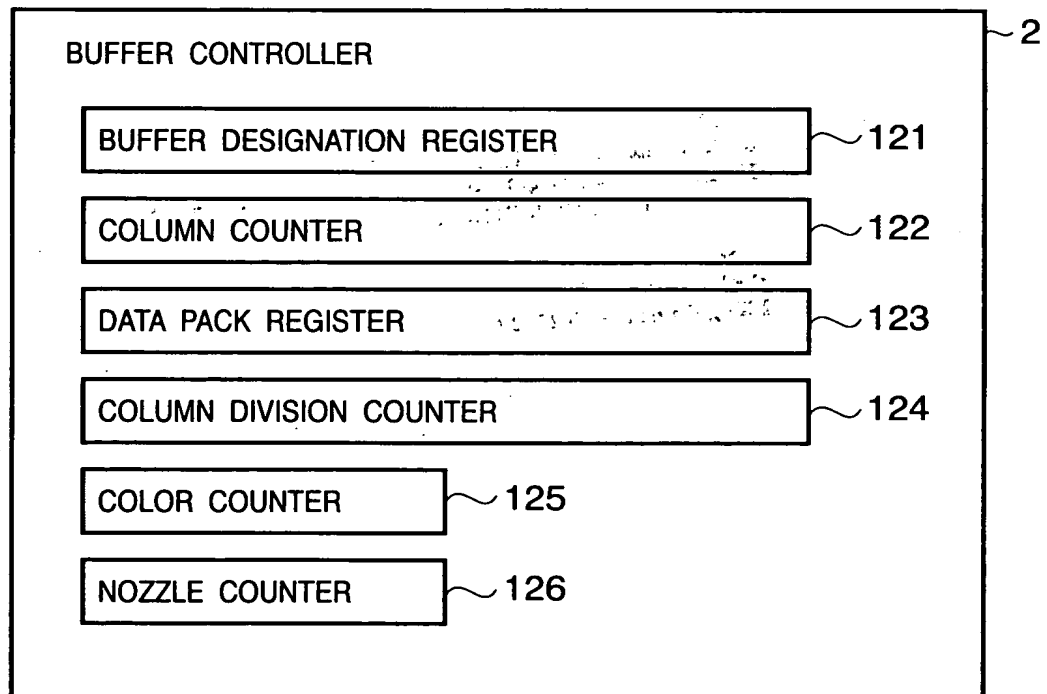 BUFFER CONTROLLER
2
BUFFER DESIGNATION REGISTER 121
COLUMN COUNTER 122
DATA PACK REGISTER 123
COLUMN DIVISION COUNTER 124
COLOR COUNTER 125
NOZZLE COUNTER 126